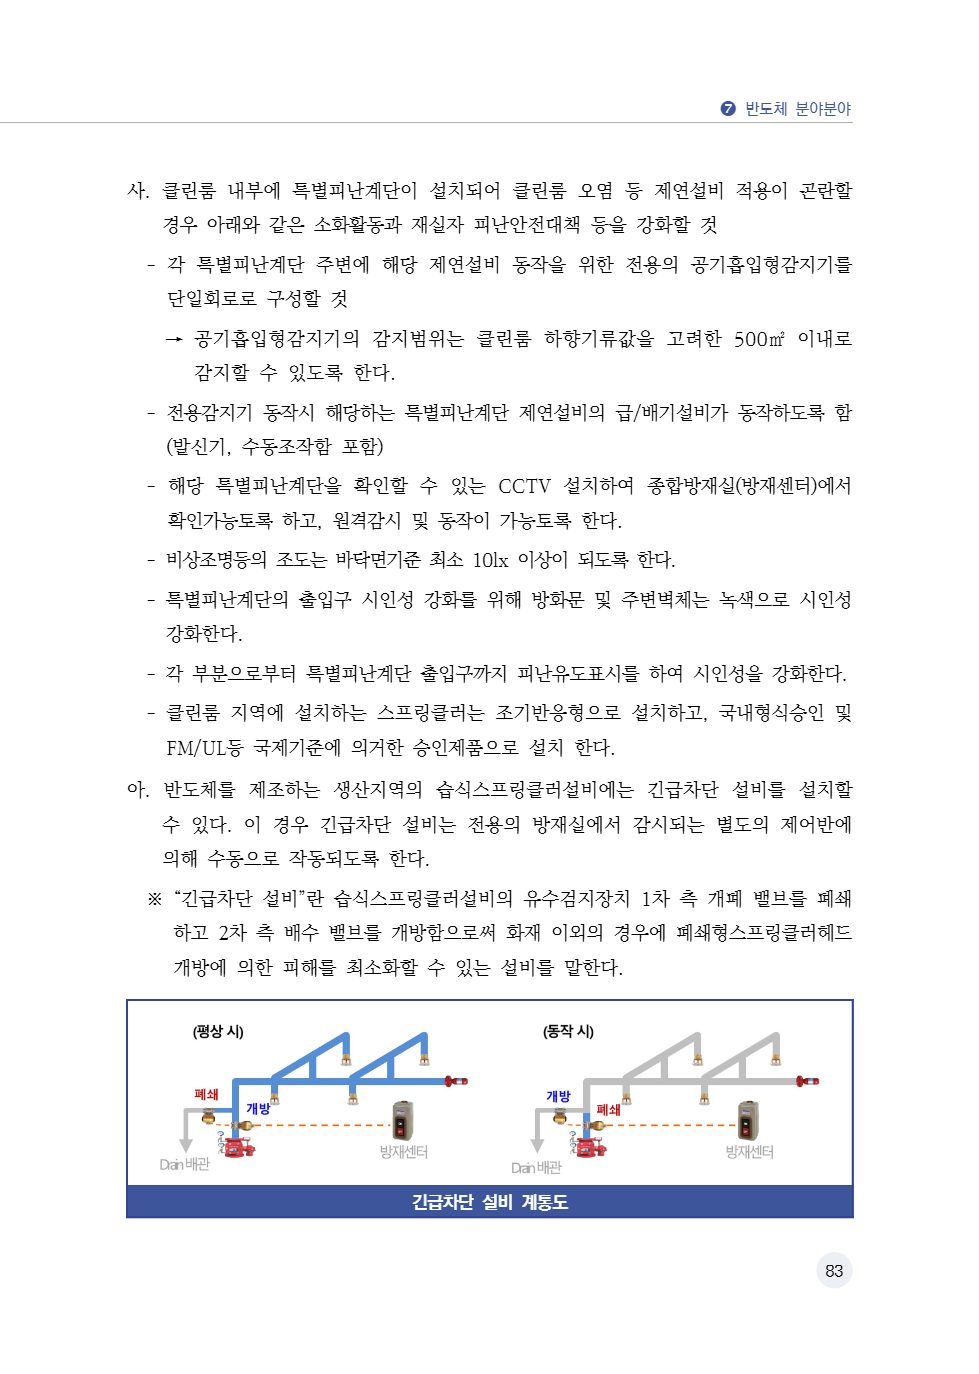 ❼ 반도체 분야분야
사. 클린룸 내부에 특별피난계단이 설치되어 클린룸 오염 등 제연설비 적용이 곤란할
경우 아래와 같은 소화활동과 재실자 피난안전대책 등을 강화할 것
- 각 특별피난계단 주변에 해당 제연설비 동작을 위한 전용의 공기흡입형감지기를
단일회로로 구성할 것
→ 공기흡입형감지기의 감지범위는 클린룸 하향기류값을 고려한 500㎡ 이내로
감지할 수 있도록 한다.
- 전용감지기 동작시 해당하는 특별피난계단 제연설비의 급/배기설비가 동작하도록 함
(발신기, 수동조작함 포함)
- 해당 특별피난계단을 확인할 수 있는 CCTV 설치하여 종합방재실(방재센터)에서
확인가능토록 하고, 원격감시 및 동작이 가능토록 한다.
- 비상조명등의 조도는 바닥면기준 최소 10lx 이상이 되도록 한다.
- 특별피난계단의 출입구 시인성 강화를 위해 방화문 및 주변벽체는 녹색으로 시인성
강화한다.
- 각 부분으로부터 특별피난계단 출입구까지 피난유도표시를 하여 시인성을 강화한다.
- 클린룸 지역에 설치하는 스프링클러는 조기반응형으로 설치하고, 국내형식승인 및
FM/UL등 국제기준에 의거한 승인제품으로 설치 한다.
아. 반도체를 제조하는 생산지역의 습식스프링클러설비에는 긴급차단 설비를 설치할
수 있다. 이 경우 긴급차단 설비는 전용의 방재실에서 감시되는 별도의 제어반에
의해 수동으로 작동되도록 한다.
※ “긴급차단 설비”란 습식스프링클러설비의 유수검지장치 1차 측 개폐 밸브를 폐쇄
하고 2차 측 배수 밸브를 개방함으로써 화재 이외의 경우에 폐쇄형스프링클러헤드
개방에 의한 피해를 최소화할 수 있는 설비를 말한다.
(평상 시)
폐쇄
개방
방재센터
Drain 배관
(동작 시)
개방
폐쇄
방재센터
Drain 배관
긴급차단 설비 계통도
83